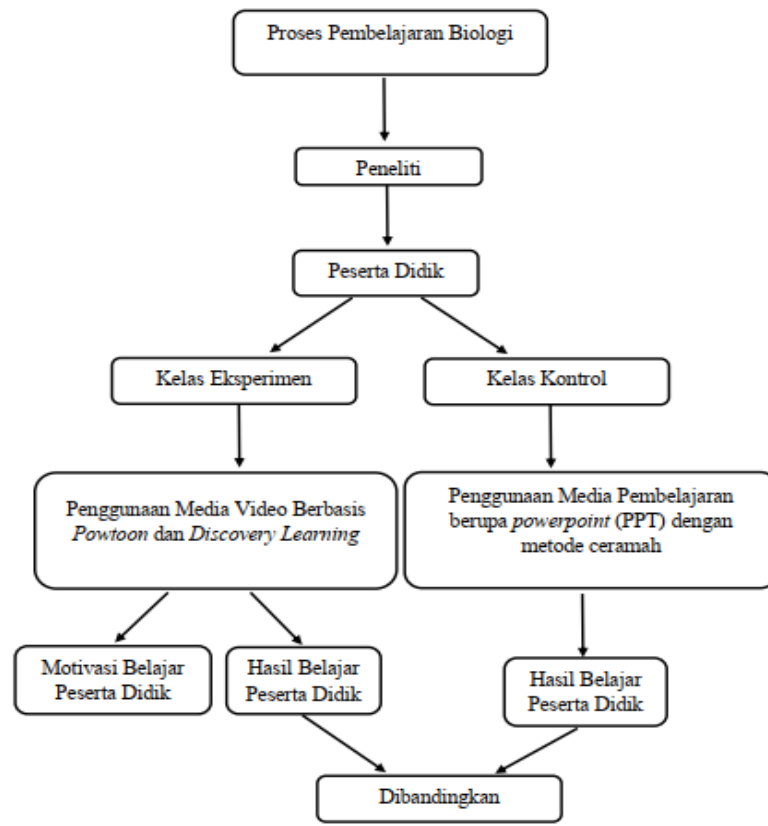 Proses Pembelajaran Biologi
Peneliti
Peserta Didik
Kelas Eksperimen
Kelas Kontrol
Penggunaan Media Video Berbasis
Powtoon dan Discovery Learning
Penggunaan Media Pembelajaran
berupa powerpoint (PPT) dengan
metode ceramah
Motivasi Belajar
Peserta Didik
Hasil Belajar
Peserta Didik
Hasil Belajar
Peserta Didik
Dibandingkan